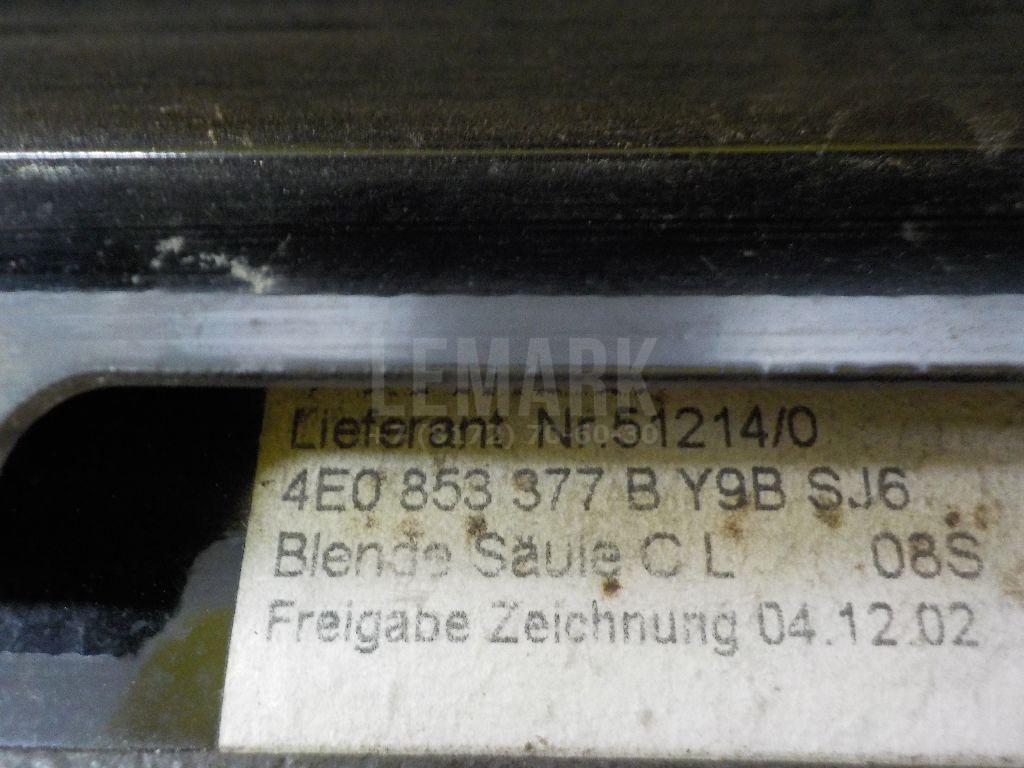 LEMARK
Lieferant Nr.51214/0
4E0 853 377 B Y9B SJ6
Blende Säule C L 08S
Freigabe Zeichnung 04.12.02